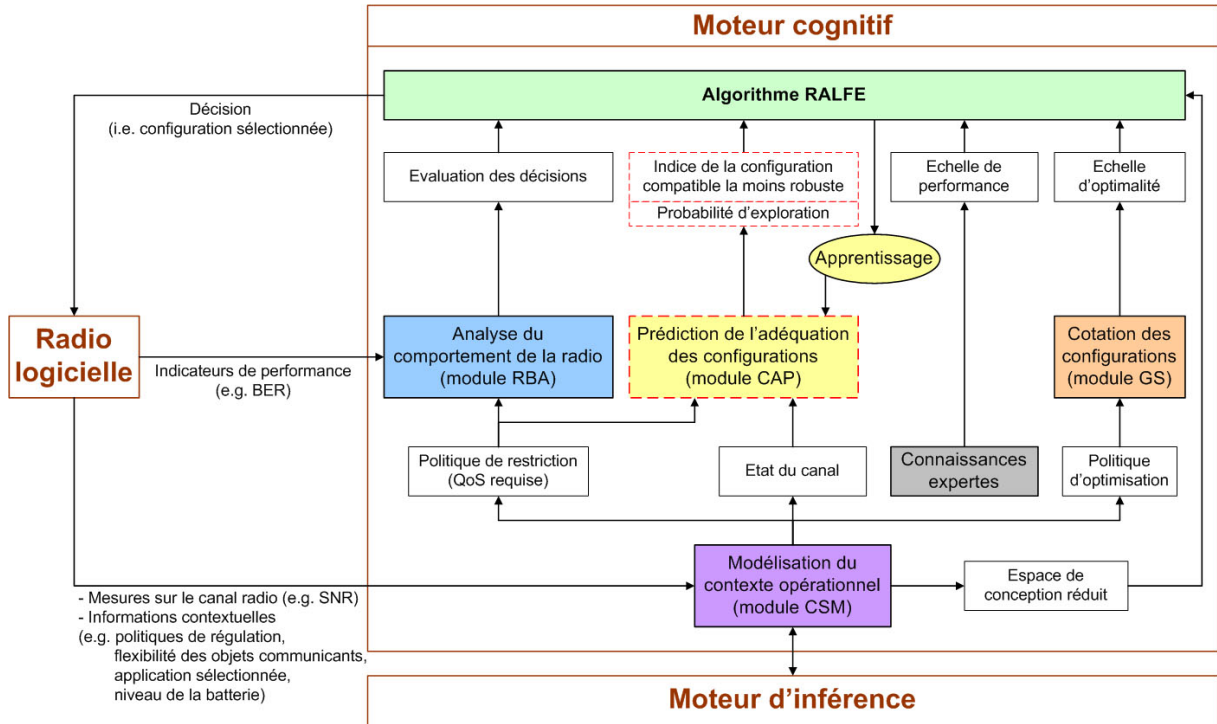 Moteur cognitif
Algorithme RALFE
Décision
(i.e. configuration sélectionnée)
Evaluation des décisions
Indice de la configuration
compatible la moins robuste
Probabilité d'exploration
Echelle de
performance
Echelle
d'optimalité
Apprentissage
Radio
logicielle
Indicateurs de performance
(e.g. BER)
Analyse du
comportement de la radio
(module RBA)
Prédiction de l'adéquation
des configurations
(module CAP)
Cotation des
configurations
(module GS)
Politique de restriction
(QoS requise)
Etat du canal
Connaissances
expertes
Politique
d'optimisation
Modélisation du
contexte opérationnel
(module CSM)
Espace de
conception réduit
- Mesures sur le canal radio (e.g. SNR)
- Informations contextuelles
(e.g. politiques de régulation,
flexibilité des objets communicants,
application sélectionnée,
niveau de la batterie)
Moteur d'inférence